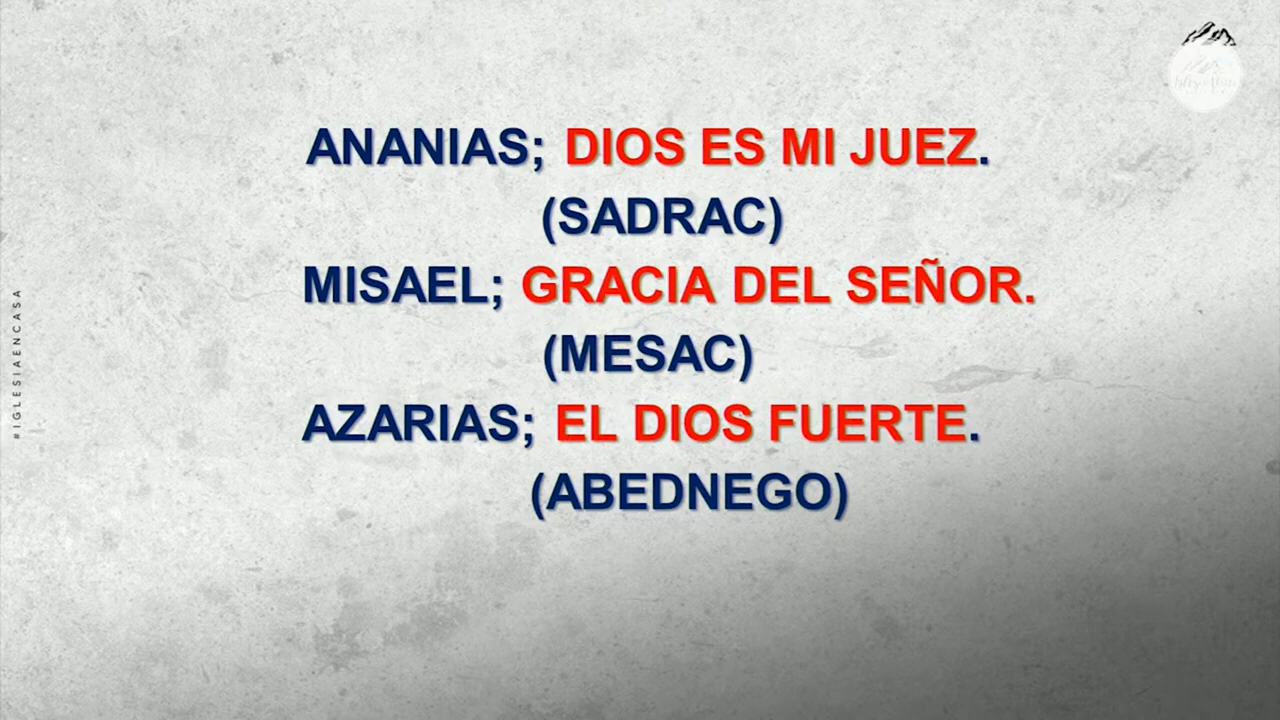 ANANIAS; DIOS ES MI JUEZ.
(SADRAC)
MISAEL; GRACIA DEL SEÑOR.
(MESAC)
AZARIAS; EL DIOS FUERTE.
(ABEDNEGO)
#IGLESIAENCASA